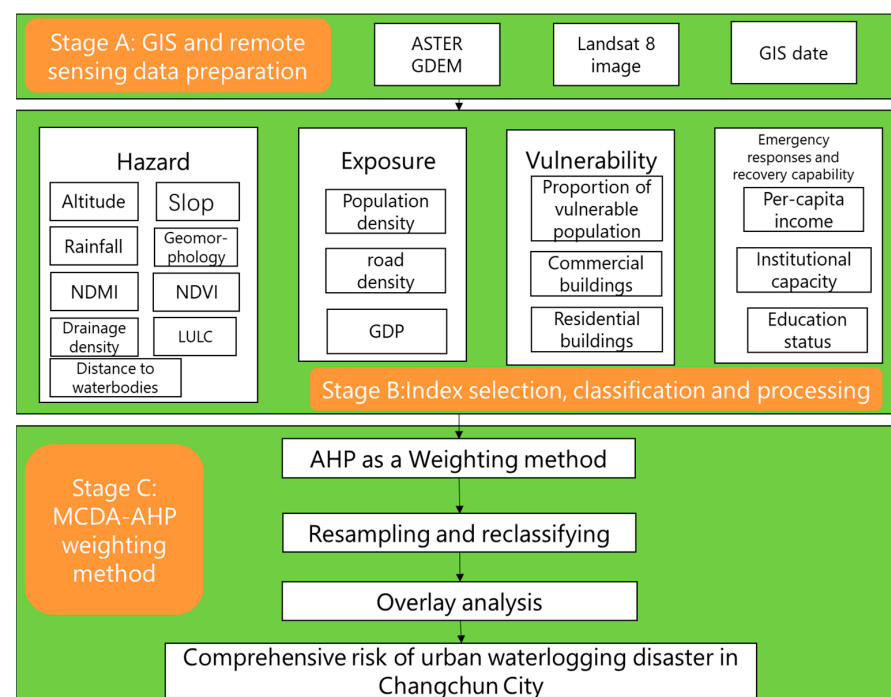 Stage A: GIS and remote
sensing data preparation
ASTER
GDEM
Landsat 8
image
GIS date
Hazard
Altitude
Slop
Rainfall
Geomor-
phology
NDMI
NDVI
Drainage
density
LULC
Distance to
waterbodies
Exposure
Population
density
road
density
GDP
Vulnerability
Proportion of
vulnerable
population
Commercial
buildings
Residential
buildings
Emergency
responses and
recovery capability
Per-capita
income
Institutional
capacity
Education
status
Stage B:Index selection, classification and processing
Stage C:
MCDA-AHP
weighting
method
AHP as a Weighting method
Resampling and reclassifying
Overlay analysis
Comprehensive risk of urban waterlogging disaster in
Changchun City